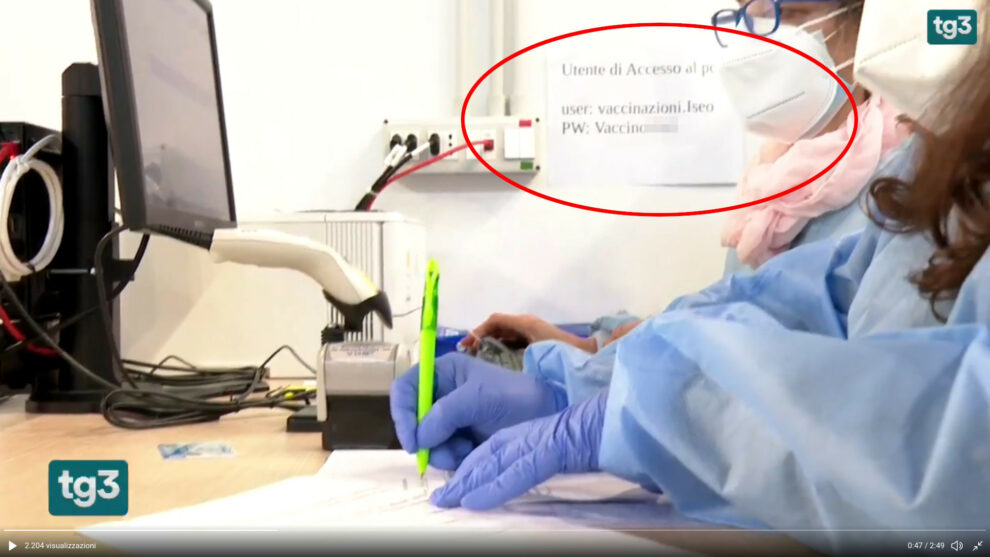 tg3
Utente di Accesso al
user: vaccinazioni.Iseo
PW: Vaccino
tg3
2.204 visualizzazioni
0:47 / 2:49